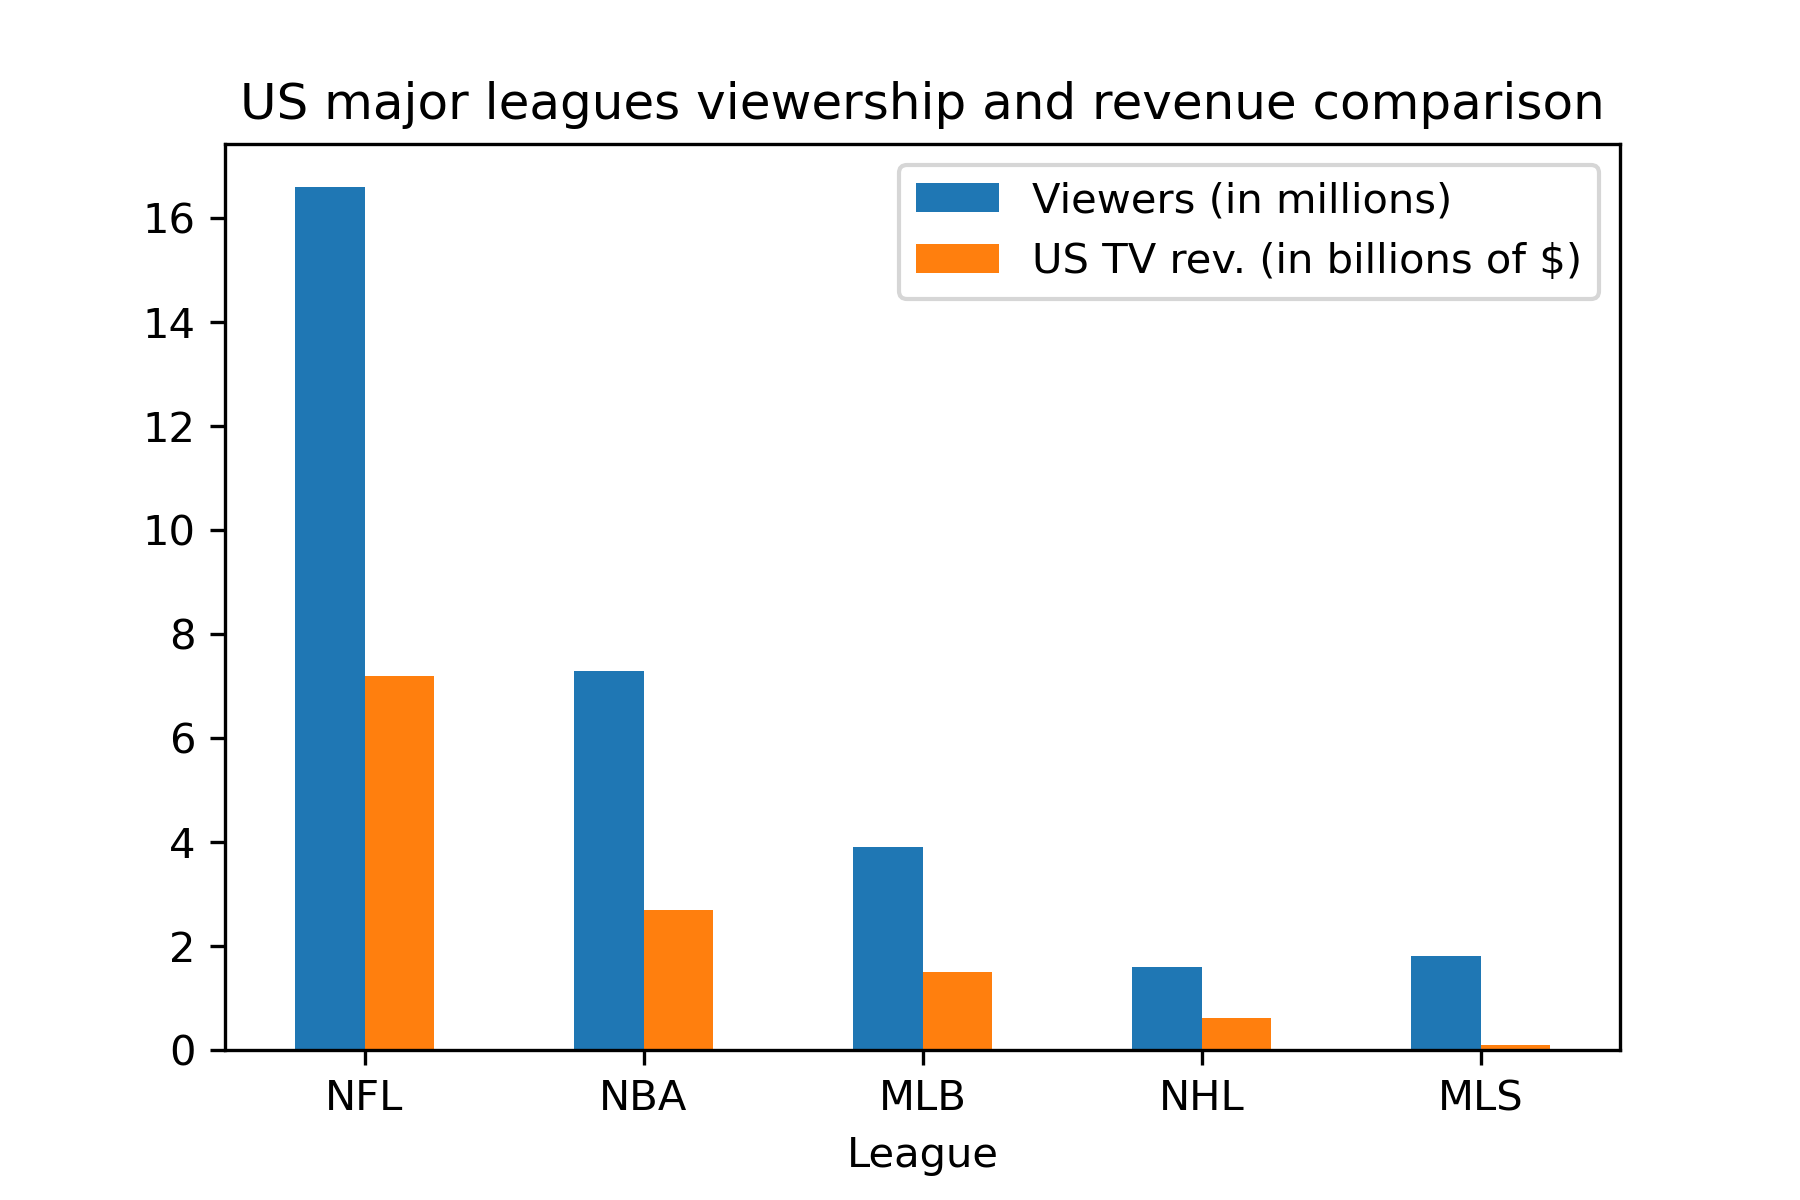 US major leagues viewership and revenue comparison
Viewers (in millions)
US TV rev. (in billions of $)
16
14
12
10
8
6
4
2
0
NFL NBA MLB NHL MLS
League